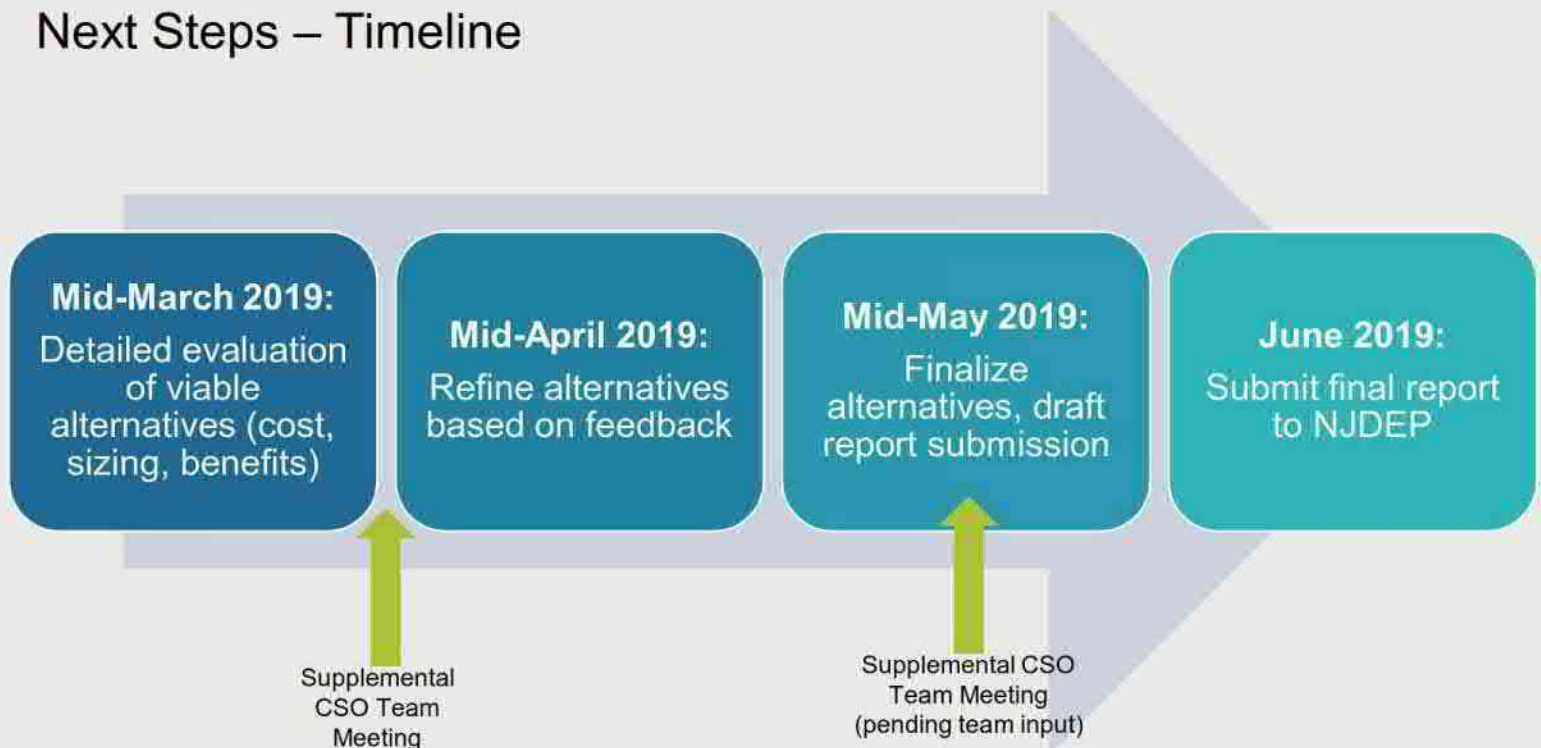 Next Steps – Timeline
Mid-March 2019:
Detailed evaluation
of viable
alternatives (cost,
sizing, benefits)
Mid-April 2019:
Refine alternatives
based on feedback
Mid-May 2019:
Finalize
alternatives, draft
report submission
June 2019:
Submit final report
to NJDEP
Supplemental
CSO Team
Meeting
Supplemental CSO
Team Meeting
(pending team input)